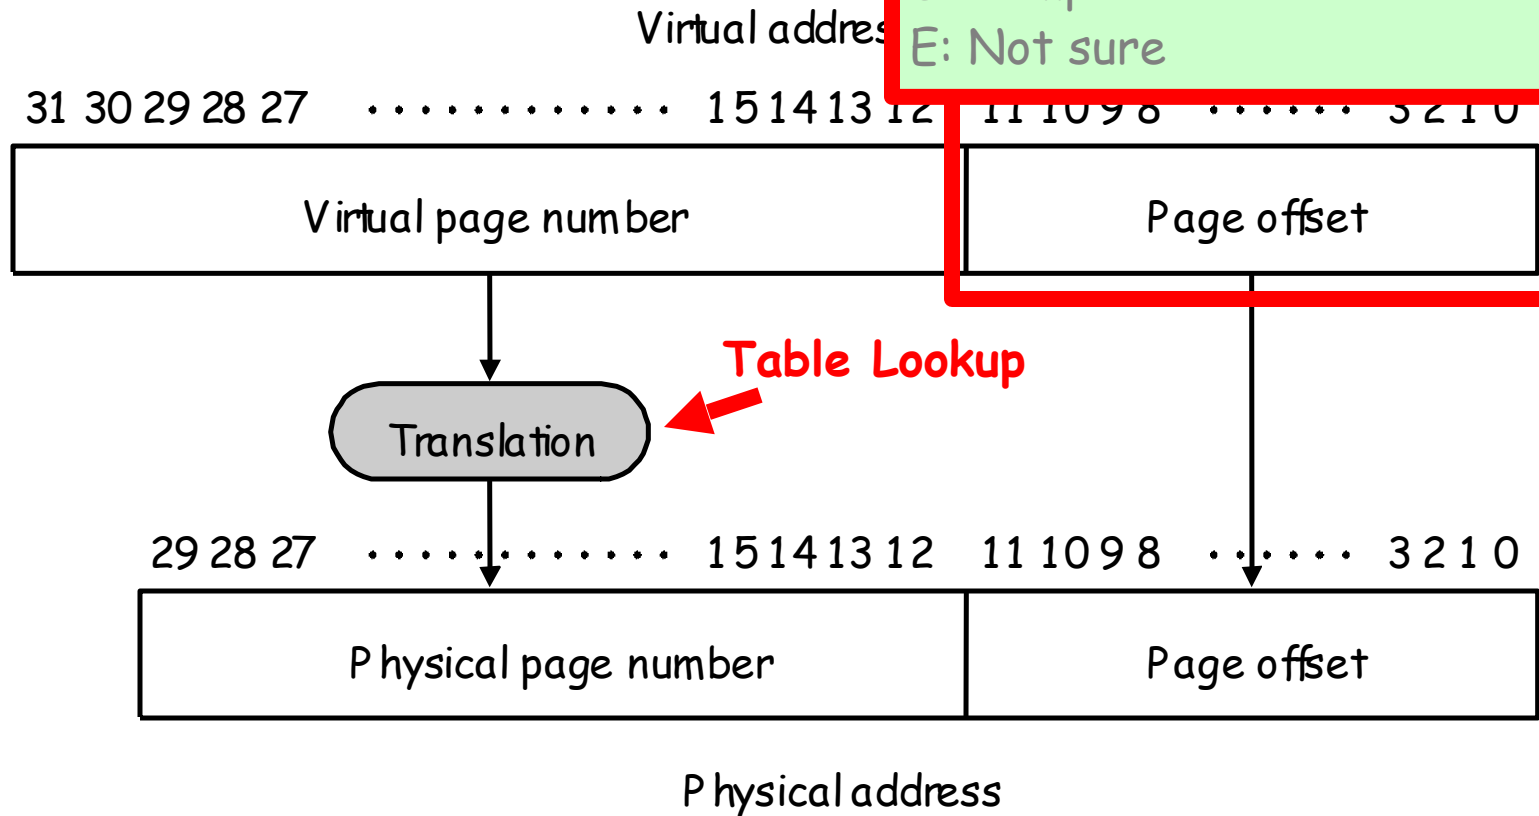 Virtual addres
E: Not sure
31 30 29 28 27 ............. 15 14 13 12 11 10 9 8 ...... 3 2 1 0
Virtual page number Page offset
Table Lookup
Translation
29 28 27 ............. 15 14 13 12 11 10 9 8 ...... 3 2 1 0
Physical page number Page offset
Physical address